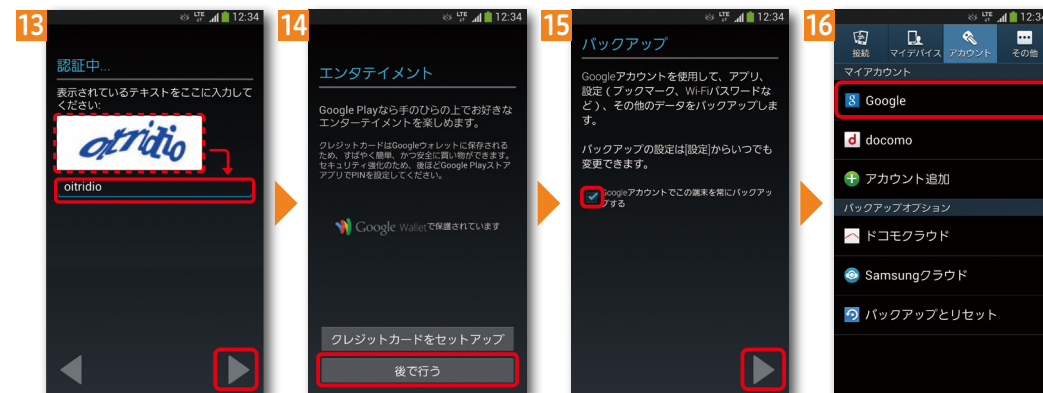 13
LTE 12:34
認証中...
表示されているテキストをここに入力して
ください:
oitridio
oitridio
14
LTE 12:34
エンタテイメント
Google Playなら手のひらの上でお好きな
エンターテイメントを楽しめます。
クレジットカードはGoogleウォレットに保存される
ため、すばやく簡単、かつ安全に買い物ができます。
セキュリティ強化のため、後ほどGoogle Playストア
アプリでPINを設定してください。
Google Walletで保護されています
クレジットカードをセットアップ
後で行う
15
LTE 12:34
バックアップ
Googleアカウントを使用して、アプリ、
設定（ブックマーク、Wi-Fiパスワードな
ど）、その他のデータをバックアップしま
す。
バックアップの設定は[設定]からいつでも
変更できます。
Googleアカウントでこの端末を常にバックアッ
プする
16
LTE 12:34
接続 マイデバイス アカウント その他
マイアカウント
8 Google
d docomo
アカウント追加
バックアップオプション
ドコモクラウド
Samsungクラウド
バックアップとリセット